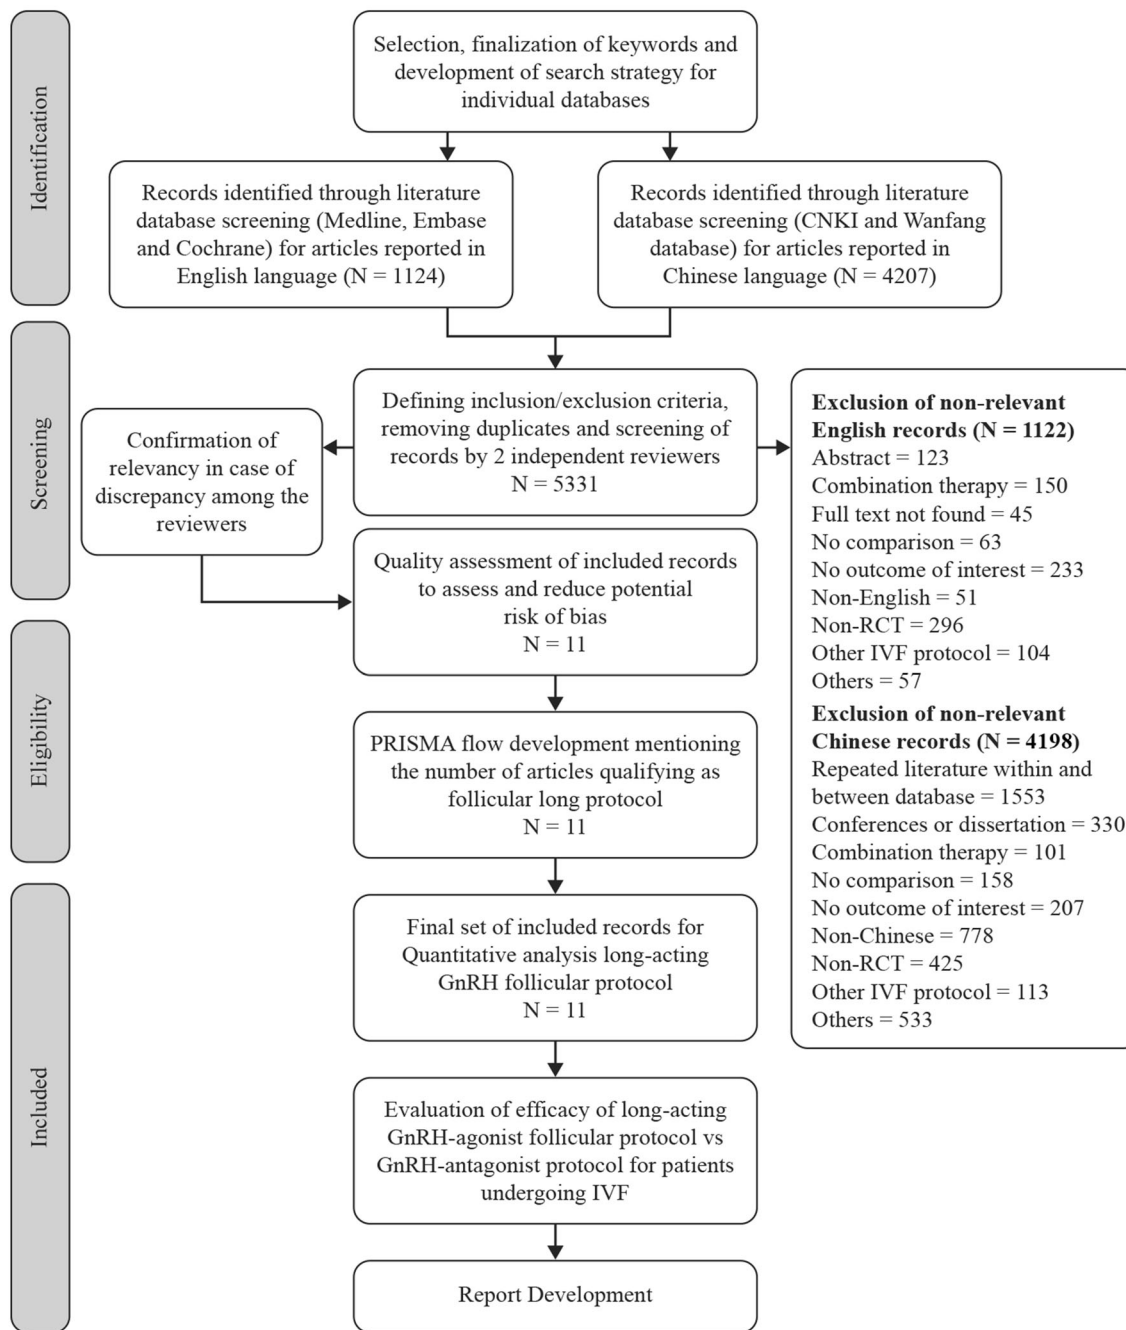 Identification
Selection, finalization of keywords and
development of search strategy for
individual databases
Records identified through literature
database screening (Medline, Embase
and Cochrane) for articles reported in
English language (N = 1124)
Records identified through literature
database screening (CNKI and Wanfang
database) for articles reported in
Chinese language (N = 4207)
Screening
Defining inclusion/exclusion criteria,
removing duplicates and screening of
records by 2 independent reviewers
N = 5331
Confirmation of
relevancy in case of
discrepancy among the
reviewers
Exclusion of non-relevant
English records (N = 1122)
Abstract = 123
Combination therapy = 150
Full text not found = 45
No comparison = 63
No outcome of interest = 233
Non-English = 51
Non-RCT = 296
Other IVF protocol = 104
Others = 57
Exclusion of non-relevant
Chinese records (N = 4198)
Repeated literature within and
between database = 1553
Conferences or dissertation = 330
Combination therapy = 101
No comparison = 158
No outcome of interest = 207
Non-Chinese = 778
Non-RCT = 425
Other IVF protocol = 113
Others = 533
Quality assessment of included records
to assess and reduce potential
risk of bias
N = 11
Eligibility
PRISMA flow development mentioning
the number of articles qualifying as
follicular long protocol
N = 11
Included
Final set of included records for
Quantitative analysis long-acting
GnRH follicular protocol
N = 11
Evaluation of efficacy of long-acting
GnRH-agonist follicular protocol vs
GnRH-antagonist protocol for patients
undergoing IVF
Report Development